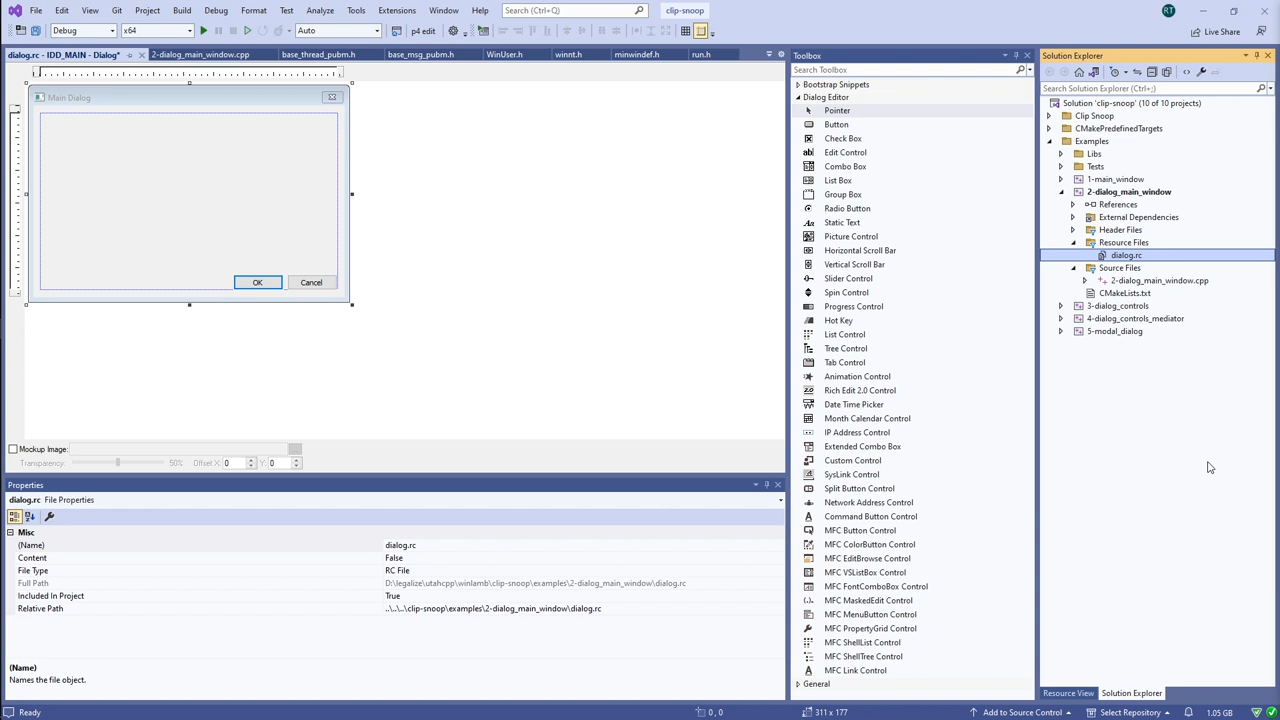 File Edit View Git Project Build Debug Format Test Analyze Tools Extensions Window Help Search (Ctrl+Q) clip-snoop RT
Debug x64 Auto p4 edit Live Share
dialog.rc - IDD_MAIN - Dialog* 2-dialog_main_window.cpp base_thread_pubm.h base_msg_pubm.h WinUser.h winnt.h minwindef.h run.h
Main Dialog
OK Cancel
Mockup Image:
Transparency: 50% Offset X: 0 Y: 0
Properties
dialog.rc File Properties
Misc
(Name) dialog.rc
Content False
File Type RC File
Full Path D:\legalize\utahcpp\winlamb\clip-snoop\examples\2-dialog_main_window\dialog.rc
Included In Project True
Relative Path ..\..\..\clip-snoop\examples\2-dialog_main_window\dialog.rc
(Name)
Names the file object.
Toolbox
Search Toolbox
Bootstrap Snippets
Dialog Editor
Pointer
Button
Check Box
Edit Control
Combo Box
List Box
Group Box
Radio Button
Static Text
Picture Control
Horizontal Scroll Bar
Vertical Scroll Bar
Slider Control
Spin Control
Progress Control
Hot Key
List Control
Tree Control
Tab Control
Animation Control
Rich Edit 2.0 Control
Date Time Picker
Month Calendar Control
IP Address Control
Extended Combo Box
Custom Control
SysLink Control
Split Button Control
Network Address Control
Command Button Control
MFC Button Control
MFC ColorButton Control
MFC EditBrowse Control
MFC VSListBox Control
MFC FontComboBox Control
MFC MaskedEdit Control
MFC MenuButton Control
MFC PropertyGrid Control
MFC ShellList Control
MFC ShellTree Control
MFC Link Control
General
Solution Explorer
Search Solution Explorer (Ctrl+;)
Solution 'clip-snoop' (10 of 10 projects)
Clip Snoop
CMakePredefinedTargets
Examples
Libs
Tests
1-main_window
2-dialog_main_window
References
External Dependencies
Header Files
Resource Files
dialog.rc
Source Files
2-dialog_main_window.cpp
CMakeLists.txt
3-dialog_controls
4-dialog_controls_mediator
5-modal_dialog
Resource View Solution Explorer
Ready 0, 0 311 x 177 Add to Source Control Select Repository 1.05 GB